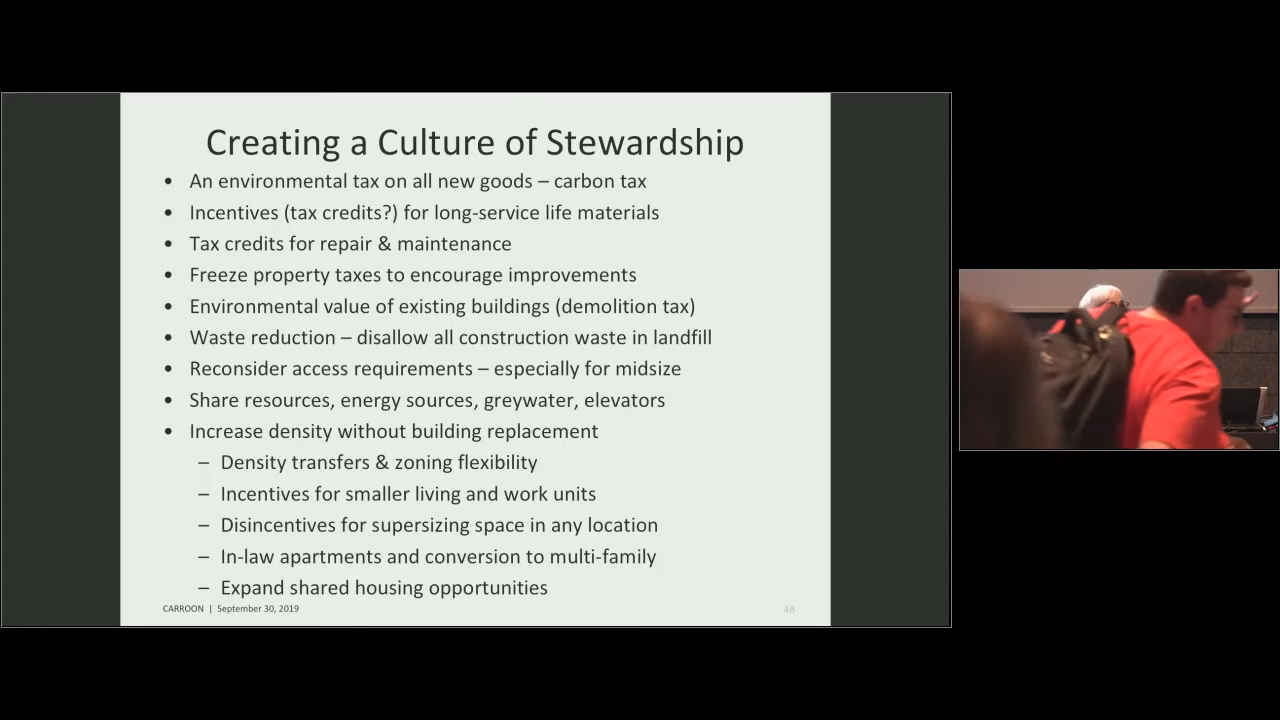 Creating a Culture of Stewardship
• An environmental tax on all new goods – carbon tax
• Incentives (tax credits?) for long-service life materials
• Tax credits for repair & maintenance
• Freeze property taxes to encourage improvements
• Environmental value of existing buildings (demolition tax)
• Waste reduction – disallow all construction waste in landfill
• Reconsider access requirements – especially for midsize
• Share resources, energy sources, greywater, elevators
• Increase density without building replacement
– Density transfers & zoning flexibility
– Incentives for smaller living and work units
– Disincentives for supersizing space in any location
– In-law apartments and conversion to multi-family
– Expand shared housing opportunities
CARROON | September 30, 2019
48